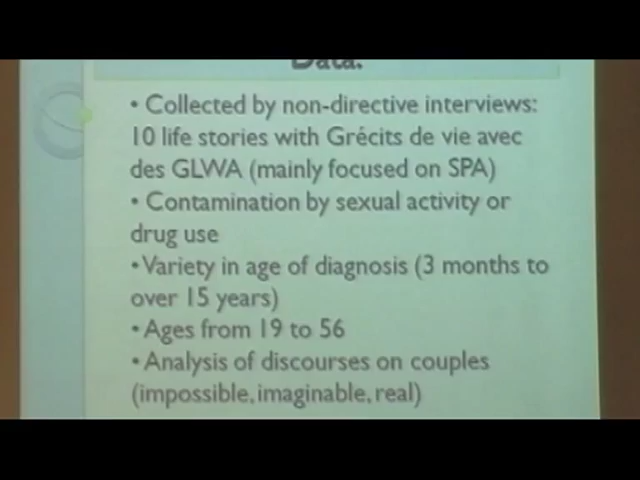 Data:
• Collected by non-directive interviews:
10 life stories with Grécits de vie avec
des GLWA (mainly focused on SPA)
• Contamination by sexual activity or
drug use
• Variety in age of diagnosis (3 months to
over 15 years)
• Ages from 19 to 56
• Analysis of discourses on couples
(impossible, imaginable, real)